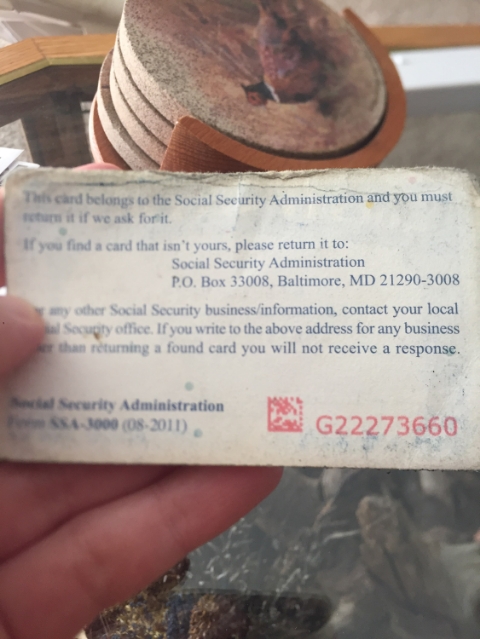 This card belongs to the Social Security Administration and you must
return it if we ask for it.
If you find a card that isn't yours, please return it to:
Social Security Administration
P.O. Box 33008, Baltimore, MD 21290-3008
any other Social Security business/information, contact your local
Security office. If you write to the above address for any business
than returning a found card you will not receive a response.
Social Security Administration
Form SSA-3000 (08-2011)
G22273660